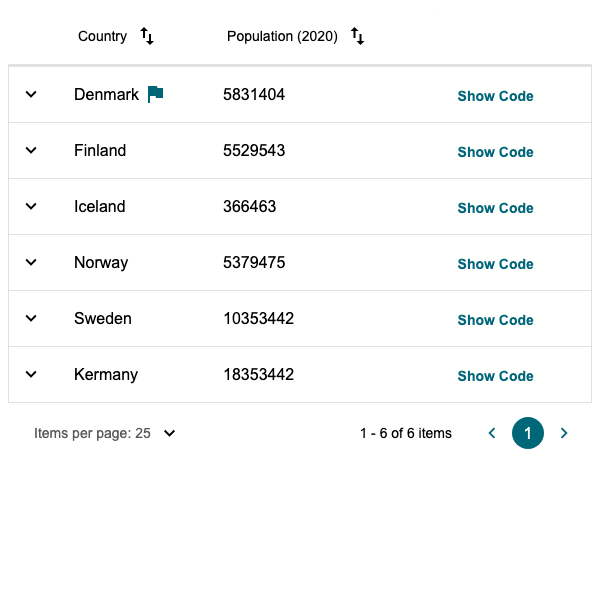 Country Population (2020)
Denmark 5831404 Show Code
Finland 5529543 Show Code
Iceland 366463 Show Code
Norway 5379475 Show Code
Sweden 10353442 Show Code
Kermany 18353442 Show Code
Items per page: 25 1 - 6 of 6 items 1